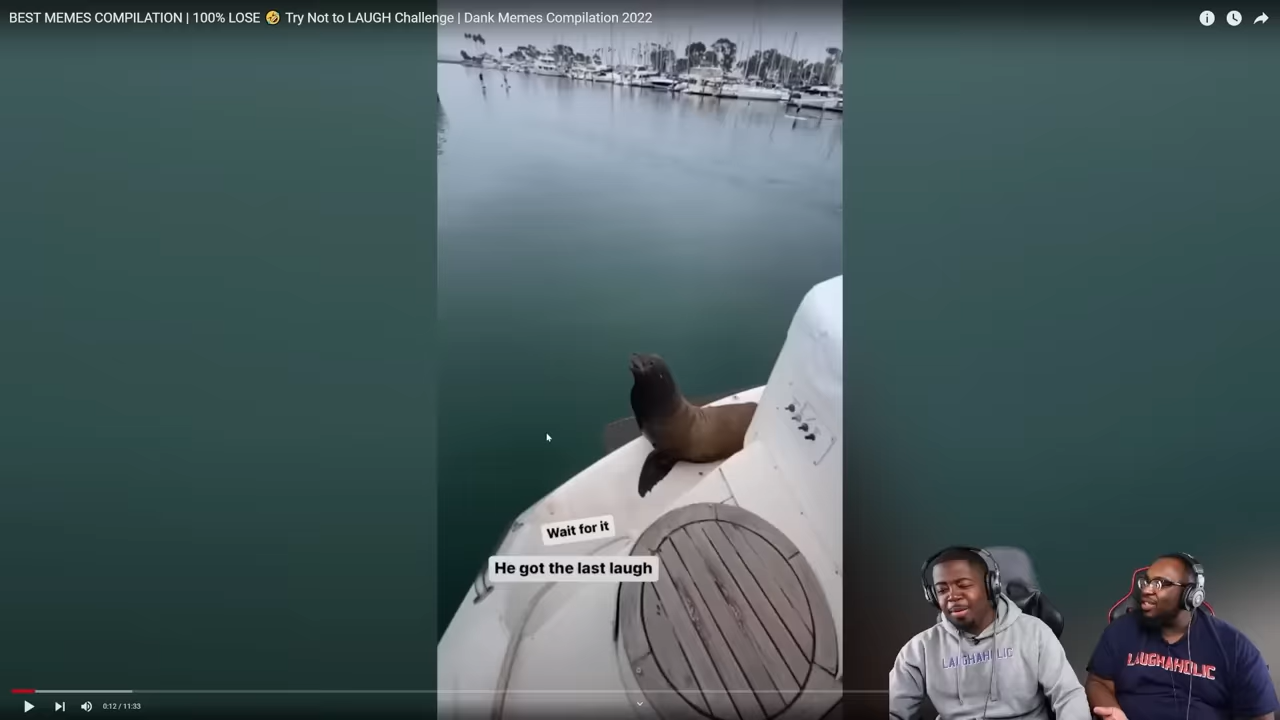 BEST MEMES COMPILATION | 100% LOSE 🤣 Try Not to LAUGH Challenge | Dank Memes Compilation 2022
Wait for it
He got the last laugh
LAUGHAHOLIC
LAUGHAHOLIC
0:12 / 11:33